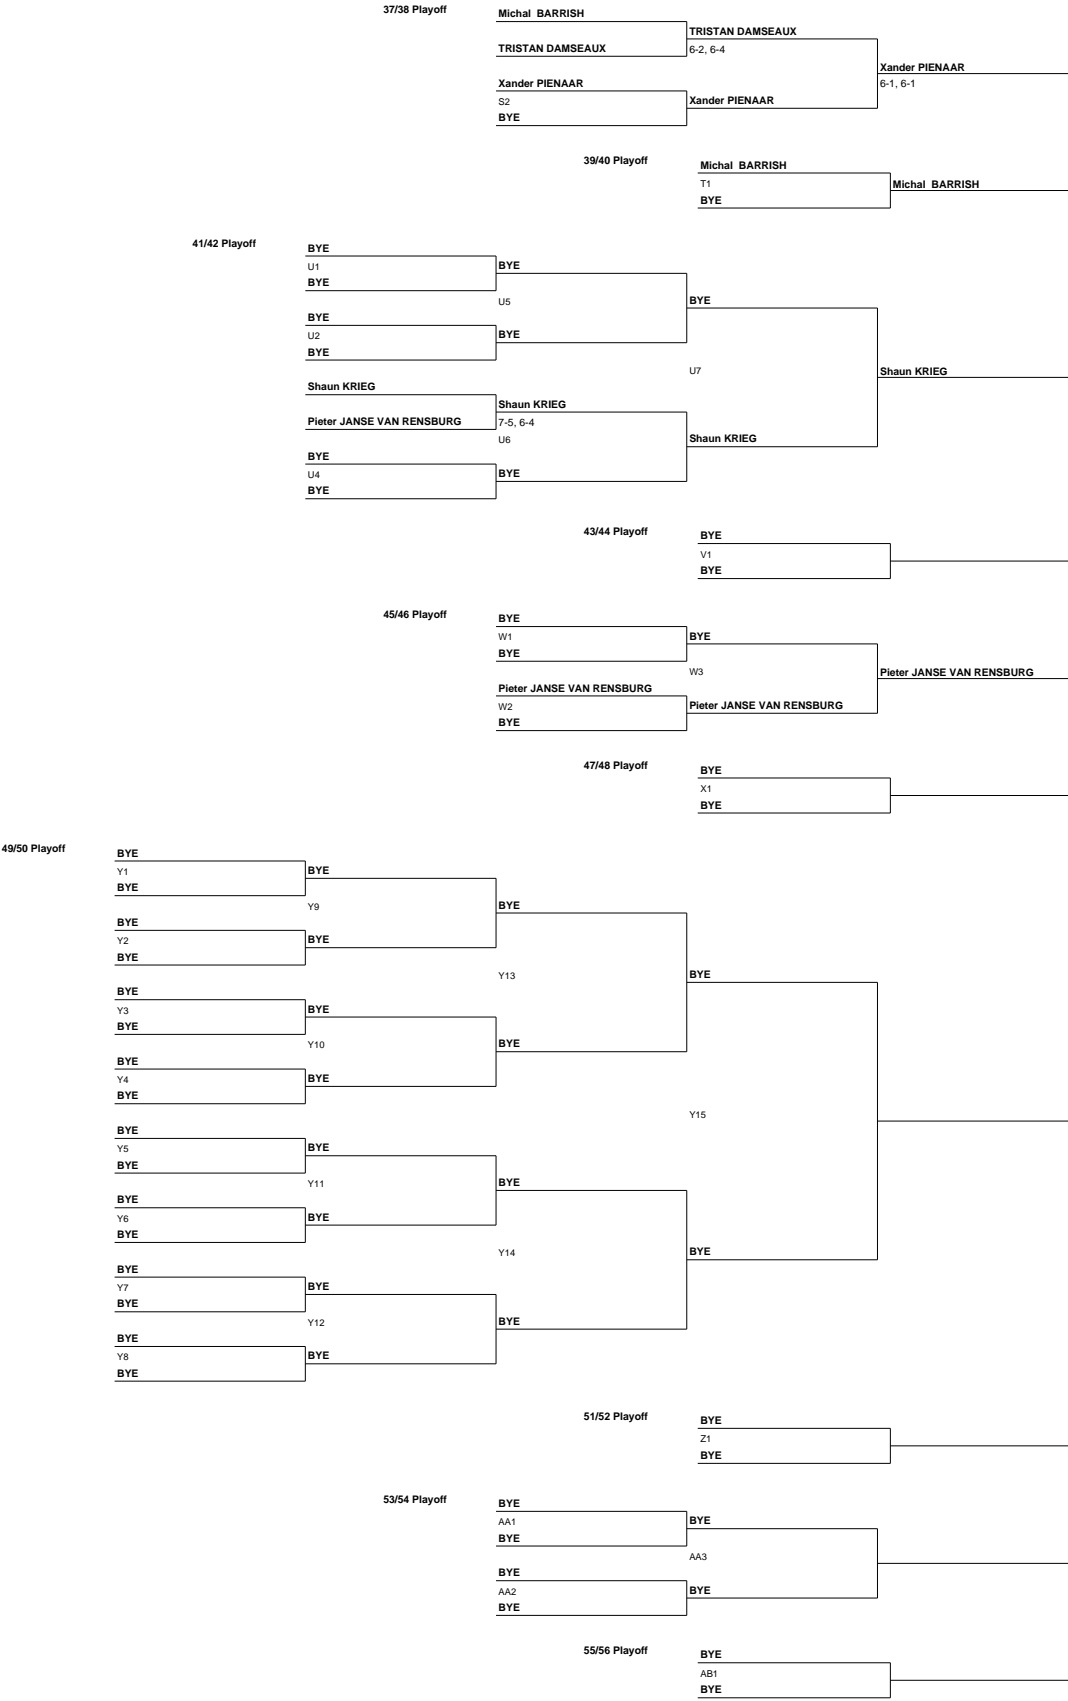 37/38 Playoff
Michal  BARRISH
TRISTAN DAMSEAUX
TRISTAN DAMSEAUX
6-2, 6-4
Xander PIENAAR
6-1, 6-1
Xander PIENAAR
S2
Xander PIENAAR
BYE
39/40 Playoff
Michal  BARRISH
T1
Michal  BARRISH
BYE
41/42 Playoff
BYE
U1
BYE
BYE
U5
BYE
BYE
U2
BYE
BYE
U7
Shaun KRIEG
Shaun KRIEG
Shaun KRIEG
Pieter JANSE VAN RENSBURG
7-5, 6-4
U6
Shaun KRIEG
BYE
U4
BYE
BYE
43/44 Playoff
BYE
V1
BYE
45/46 Playoff
BYE
W1
BYE
BYE
W3
Pieter JANSE VAN RENSBURG
Pieter JANSE VAN RENSBURG
W2
Pieter JANSE VAN RENSBURG
BYE
47/48 Playoff
BYE
X1
BYE
49/50 Playoff
BYE
Y1
BYE
BYE
Y9
BYE
BYE
Y2
BYE
BYE
Y13
BYE
BYE
Y3
BYE
BYE
Y10
BYE
BYE
Y4
BYE
BYE
Y15
BYE
Y5
BYE
BYE
Y11
BYE
BYE
Y6
BYE
BYE
Y14
BYE
BYE
Y7
BYE
BYE
Y12
BYE
BYE
Y8
BYE
BYE
51/52 Playoff
BYE
Z1
BYE
53/54 Playoff
BYE
AA1
BYE
BYE
AA3
BYE
AA2
BYE
BYE
55/56 Playoff
BYE
AB1
BYE